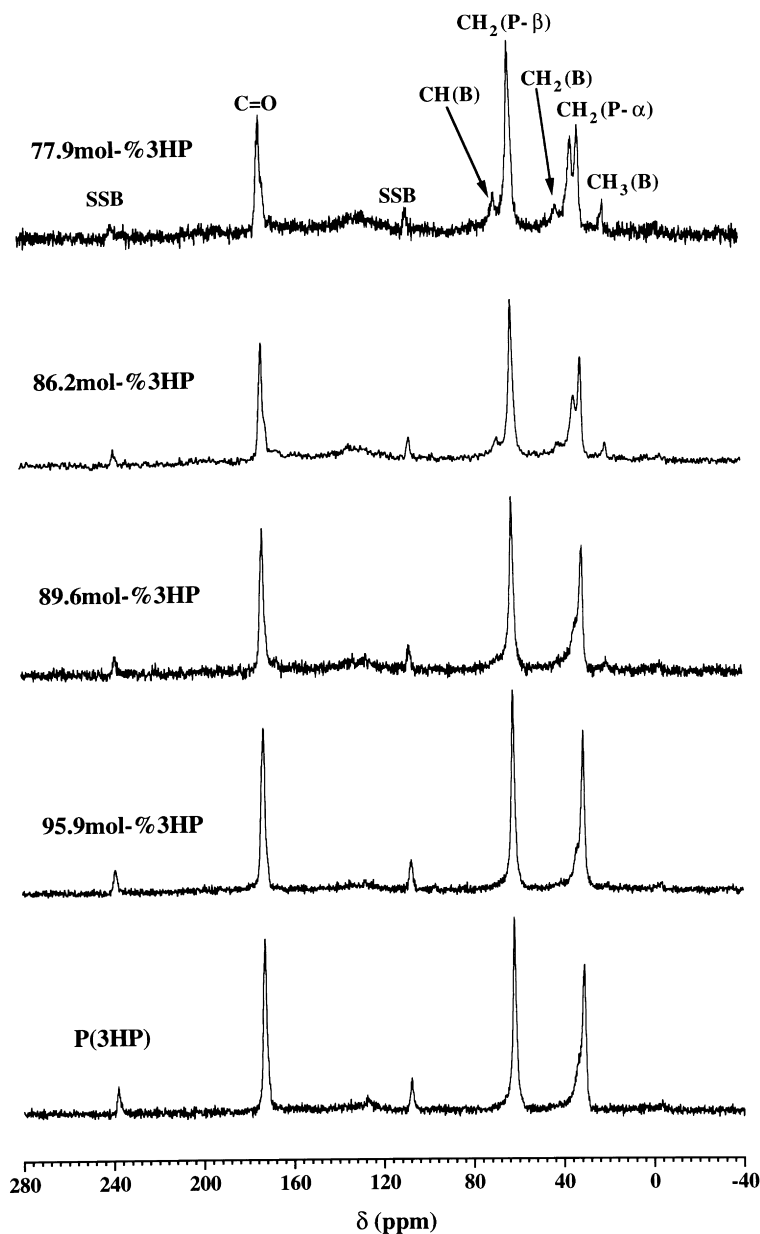 CH₂(P-β)
CH₂(B)
CH(B)
C=O
CH₂(P-α)
77.9mol-%3HP
CH₃(B)
SSB
SSB
86.2mol-%3HP
89.6mol-%3HP
95.9mol-%3HP
P(3HP)
280 240 200 160 120 80 40 0 -40
δ (ppm)